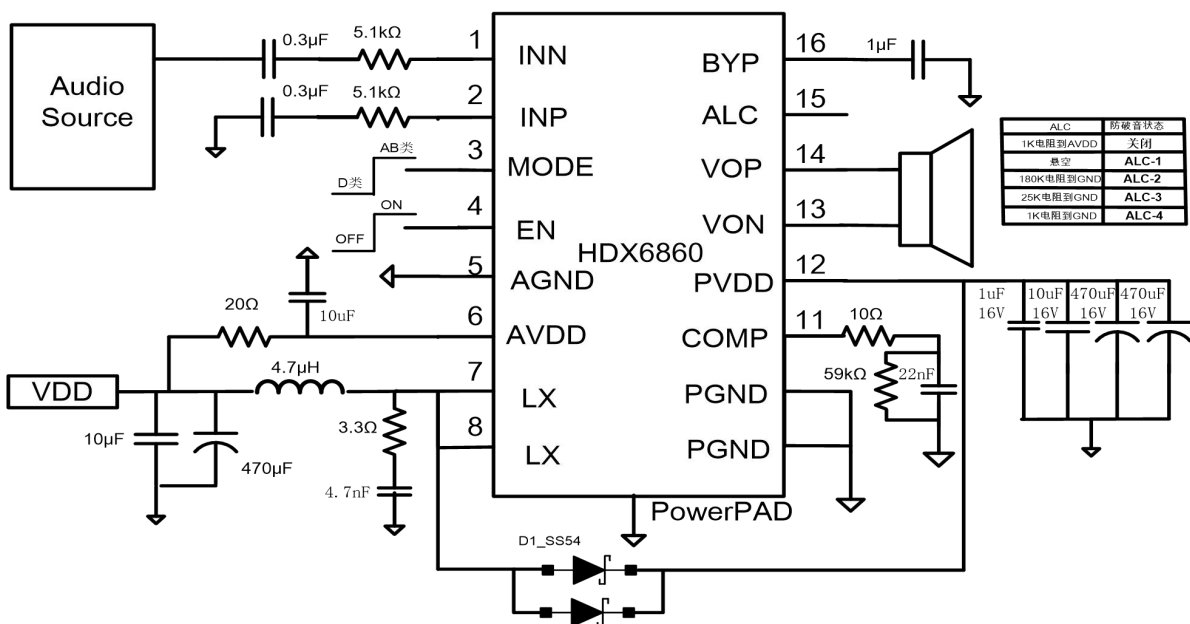 Audio
Source
0.3μF
5.1kΩ
1
INN
0.3μF
5.1kΩ
2
INP
AB类
D类
3
MODE
ON
OFF
4
EN
HDX6860
5
AGND
20Ω
10uF
6
AVDD
VDD
4.7μH
7
LX
10μF
470μF
3.3Ω
4.7nF
8
LX
16
BYP
1μF
15
ALC
14
VOP
13
VON
12
PVDD
11
COMP
10Ω
59kΩ
22nF
PGND
PGND
PowerPAD
D1_SS54
1uF
16V
10uF
16V
470uF
16V
470uF
16V
ALC 防破音状态
1K电阻到AVDD 关闭
悬空 ALC-1
180K电阻到GND ALC-2
25K电阻到GND ALC-3
1K电阻到GND ALC-4